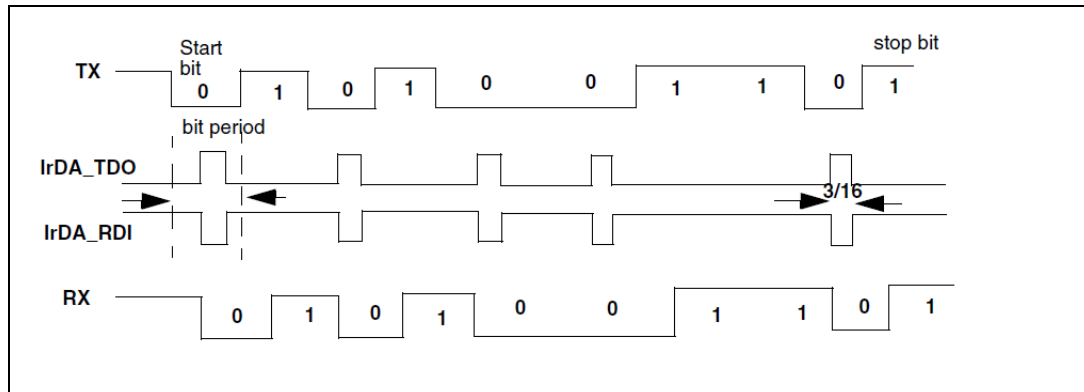 Start bit
stop bit
TX
0 1 0 1 0 0 1 1 0 1
bit period
IrDA_TDO
3/16
IrDA_RDI
RX
0 1 0 1 0 0 1 1 0 1